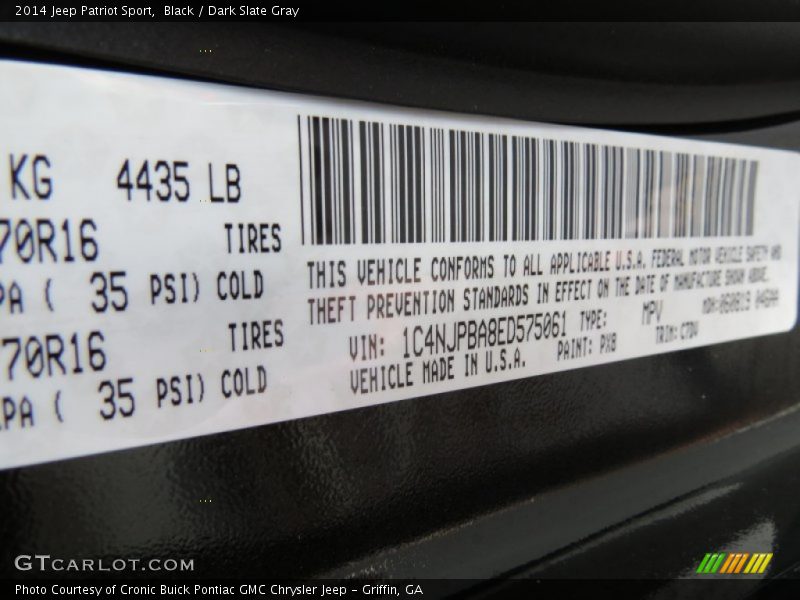 2014 Jeep Patriot Sport,  Black / Dark Slate Gray
KG 4435 LB
70R16 TIRES
PA ( 35 PSI) COLD
70R16 TIRES
PA ( 35 PSI) COLD
THIS VEHICLE CONFORMS TO ALL APPLICABLE U.S.A. FEDERAL MOTOR VEHICLE SAFETY AND
THEFT PREVENTION STANDARDS IN EFFECT ON THE DATE OF MANUFACTURE SHOWN ABOVE.
VIN: 1C4NJPBA8ED575061 TYPE: MPV
VEHICLE MADE IN U.S.A. PAINT: PXB TRIM:
GTCARLOT.COM
Photo Courtesy of Cronic Buick Pontiac GMC Chrysler Jeep – Griffin, GA